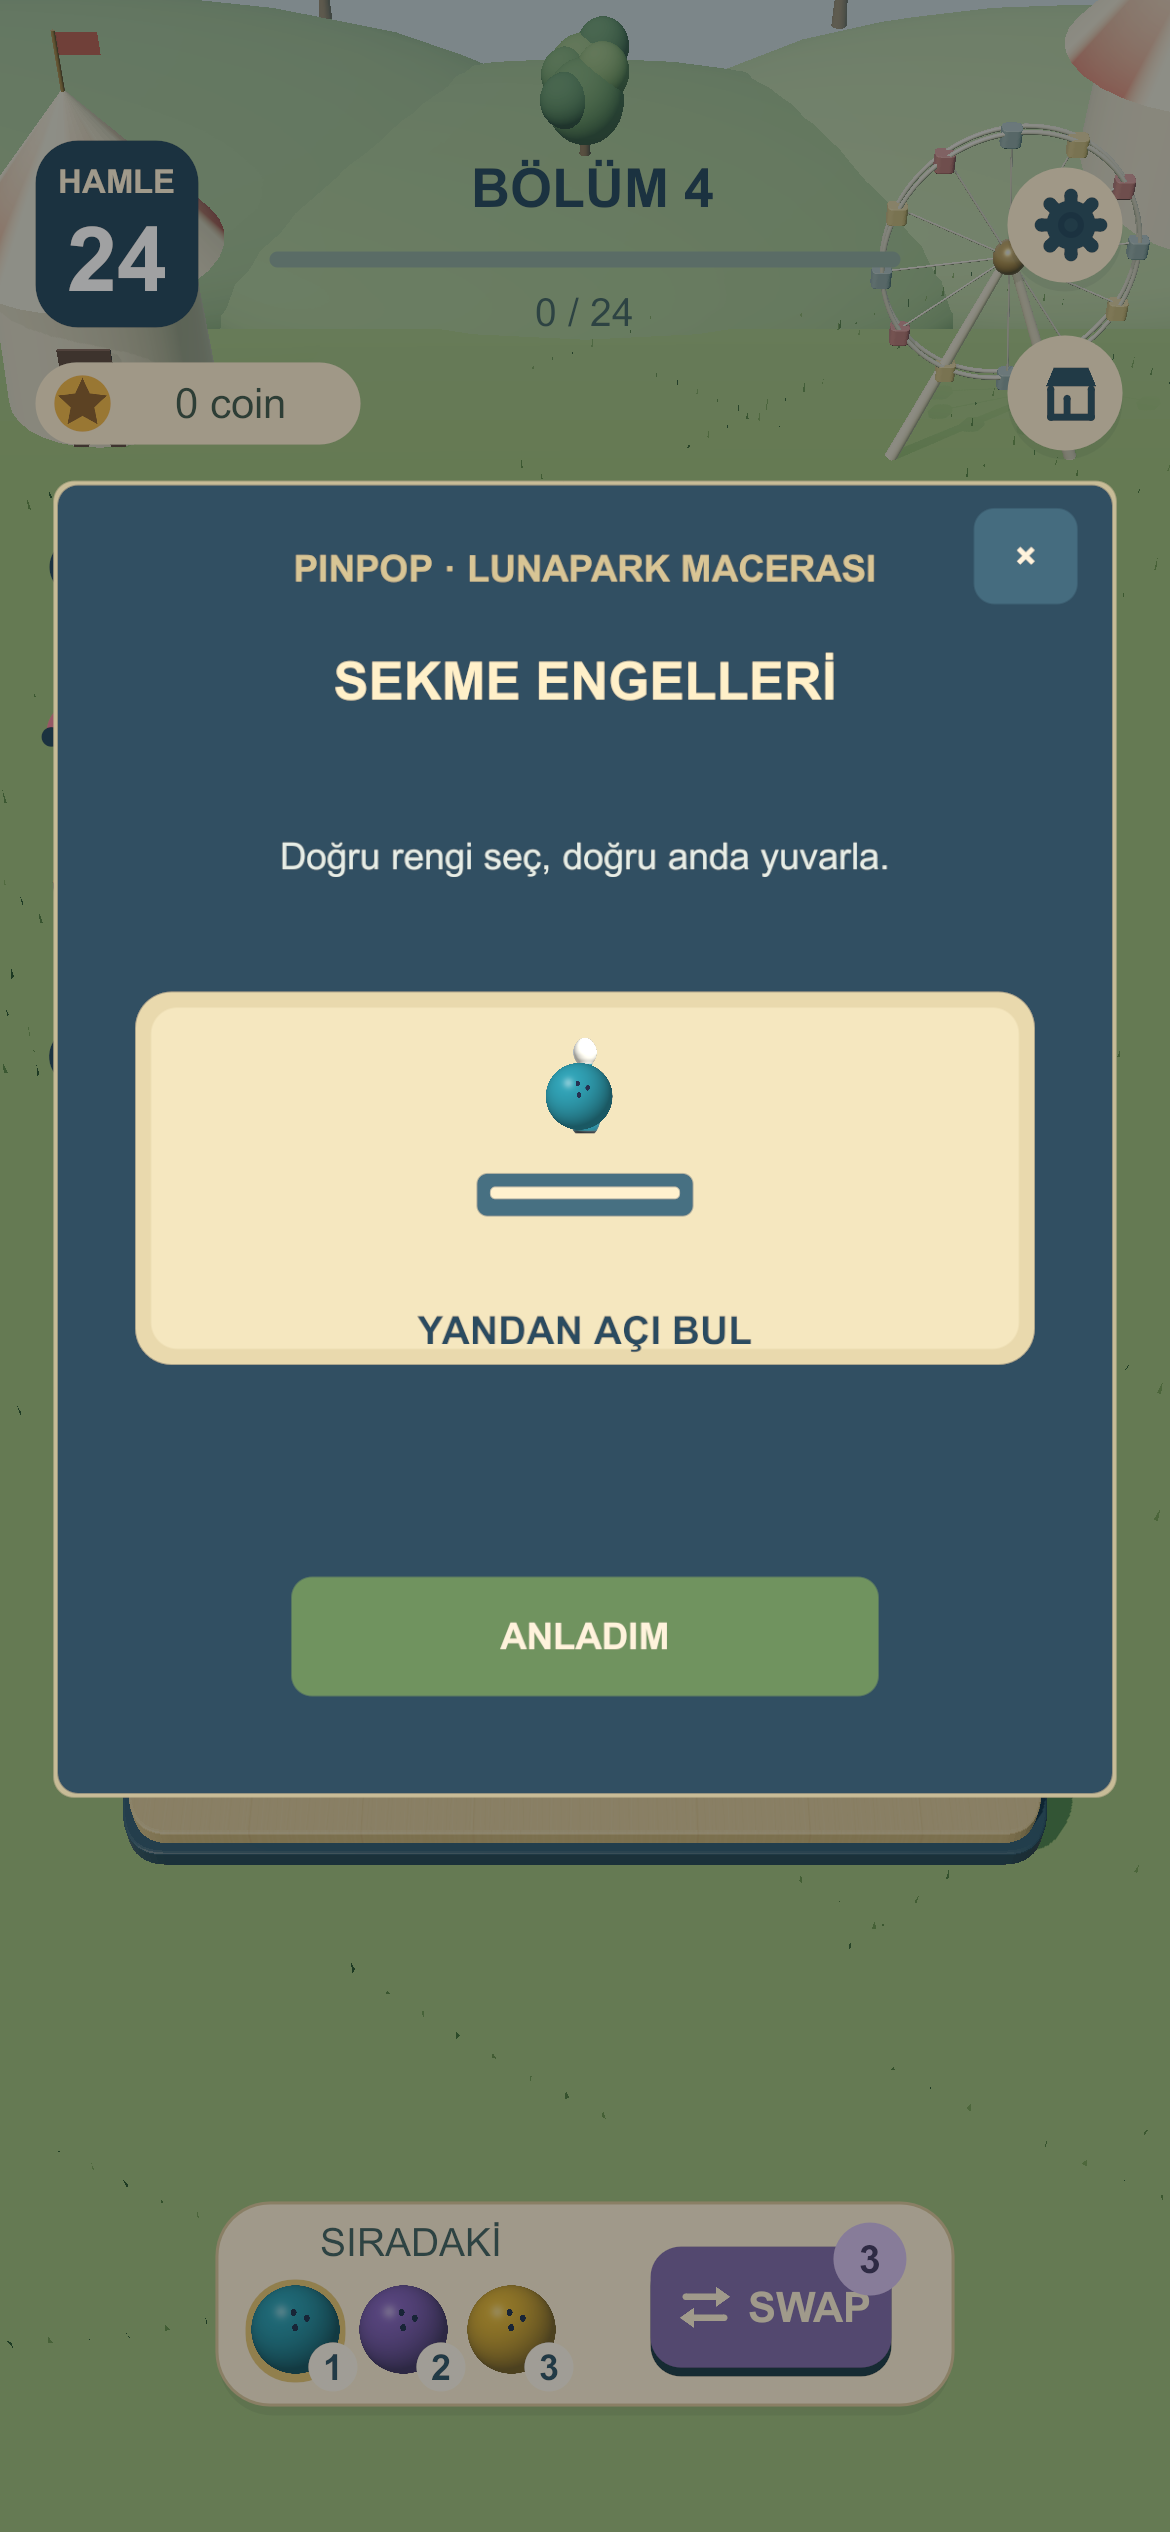 HAMLE
24
BÖLÜM 4
0 / 24
0 coin
PINPOP · LUNAPARK MACERASI
×
SEKME ENGELLERİ
Doğru rengi seç, doğru anda yuvarla.
YANDAN AÇI BUL
ANLADIM
SIRADAKİ
1
2
3
SWAP
3